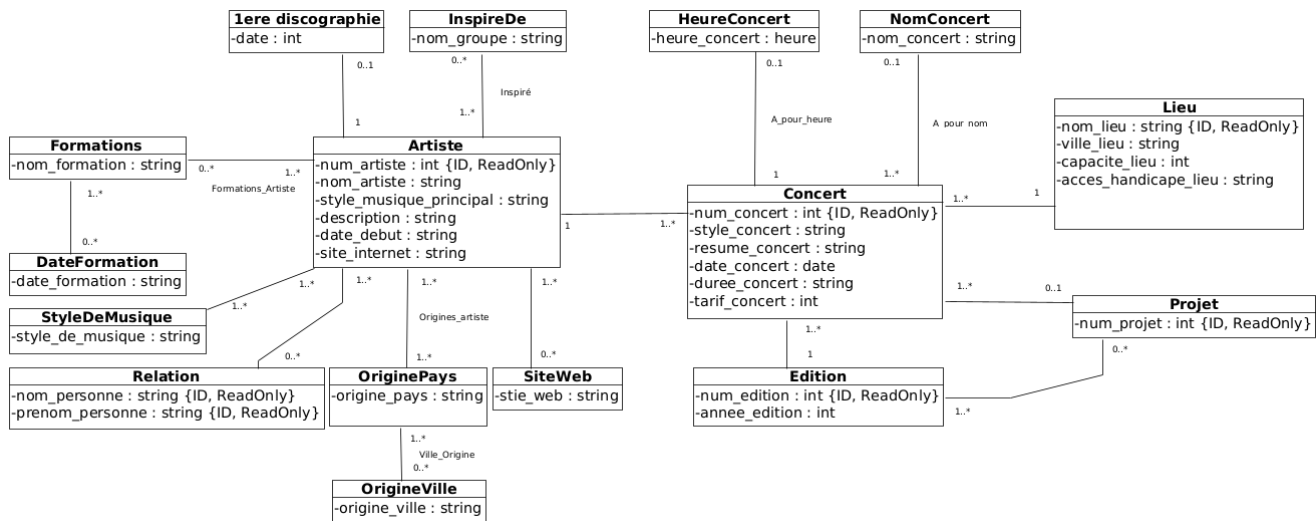 1ere discographie
-date : int
InspireDe
-nom_groupe : string
HeureConcert
-heure_concert : heure
NomConcert
-nom_concert : string
0..1
0..*
0..1
0..1
Inspiré
1
1..*
A_pour_heure
A pour nom
Lieu
-nom_lieu : string {ID, ReadOnly}
-ville_lieu : string
-capacite_lieu : int
-acces_handicape_lieu : string
Formations
-nom_formation : string
0..*
1..*
Formations_Artiste
Artiste
-num_artiste : int {ID, ReadOnly}
-nom_artiste : string
-style_musique_principal : string
-description : string
-date_debut : string
-site_internet : string
1
1..*
1
1..*
Concert
-num_concert : int {ID, ReadOnly}
-style_concert : string
-resume_concert : string
-date_concert : date
-duree_concert : string
-tarif_concert : int
1..*
1
1..*
0..*
DateFormation
-date_formation : string
1..*
1..*
1..*
1..*
1..*
StyleDeMusique
-style_de_musique : string
Origines_artiste
1..*
0..1
Projet
-num_projet : int {ID, ReadOnly}
0..*
1..*
0..*
1..*
1
0..*
Relation
-nom_personne : string {ID, ReadOnly}
-prenom_personne : string {ID, ReadOnly}
OriginePays
-origine_pays : string
SiteWeb
-stie_web : string
Edition
-num_edition : int {ID, ReadOnly}
-annee_edition : int
1..*
1..*
Ville_Origine
0..*
OrigineVille
-origine_ville : string